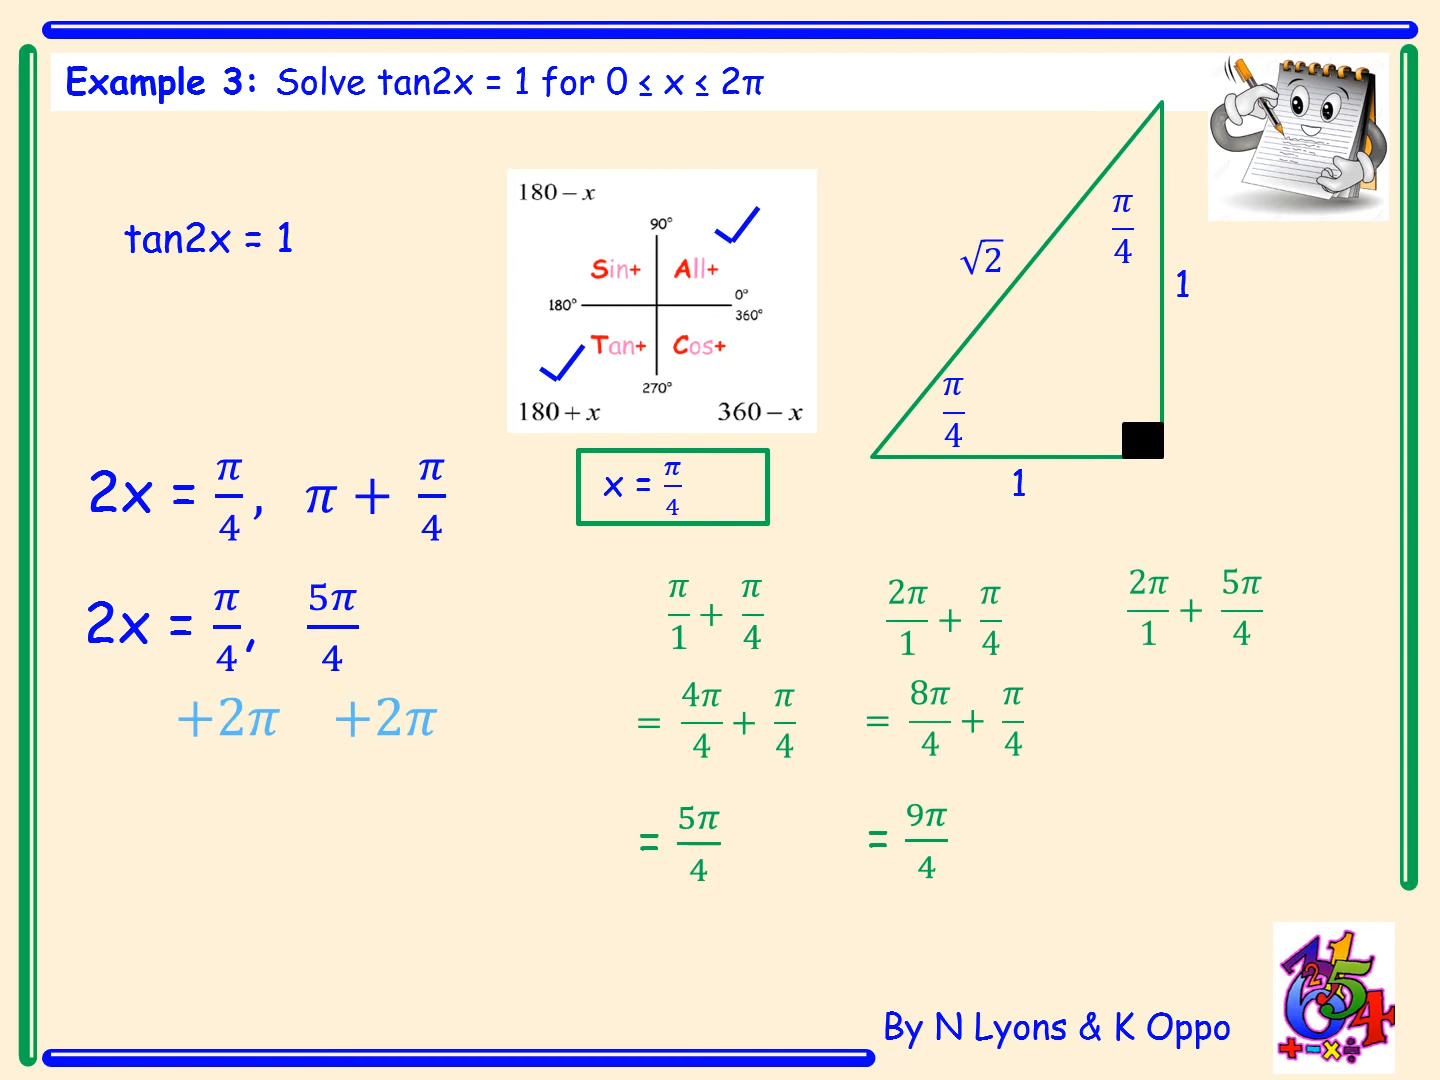 Example 3: Solve tan2x = 1 for 0 ≤ x ≤ 2π
tan2x = 1
180 – x
90°
Sin+ All+
180° 0°
360°
Tan+ Cos+
270°
180 + x 360 – x
√2
π/4
1
π/4
1
x = π/4
2x = π/4, π + π/4
2x = π/4, 5π/4
+2π +2π
π/1 + π/4
= 4π/4 + π/4
= 5π/4
2π/1 + π/4
= 8π/4 + π/4
= 9π/4
2π/1 + 5π/4
By N Lyons & K Oppo